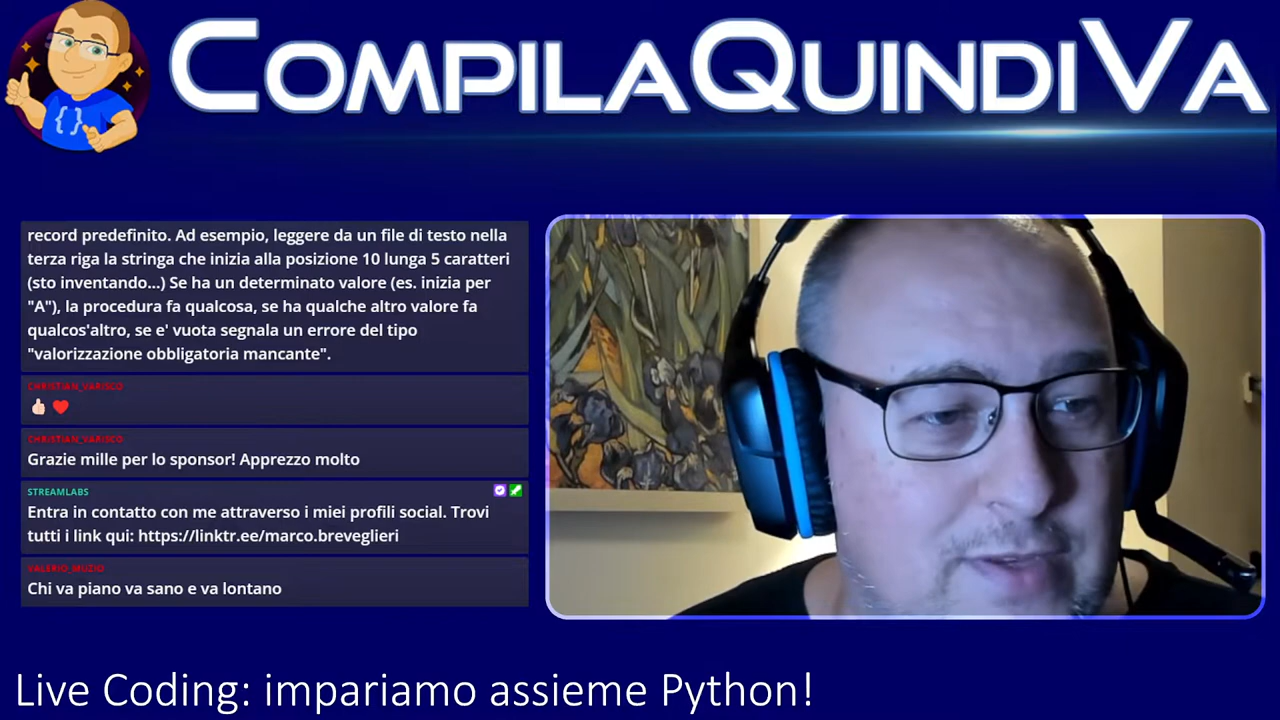 COMPILAQUINDIVA
{ }
record predefinito. Ad esempio, leggere da un file di testo nella
terza riga la stringa che inizia alla posizione 10 lunga 5 caratteri
(sto inventando...) Se ha un determinato valore (es. inizia per
"A"), la procedura fa qualcosa, se ha qualche altro valore fa
qualcos'altro, se e' vuota segnala un errore del tipo
"valorizzazione obbligatoria mancante".
CHRISTIAN_VARISCO
CHRISTIAN_VARISCO
Grazie mille per lo sponsor! Apprezzo molto
STREAMLABS
Entra in contatto con me attraverso i miei profili social. Trovi
tutti i link qui: https://linktr.ee/marco.breveglieri
VALERIO_MUZIO
Chi va piano va sano e va lontano
Live Coding: impariamo assieme Python!